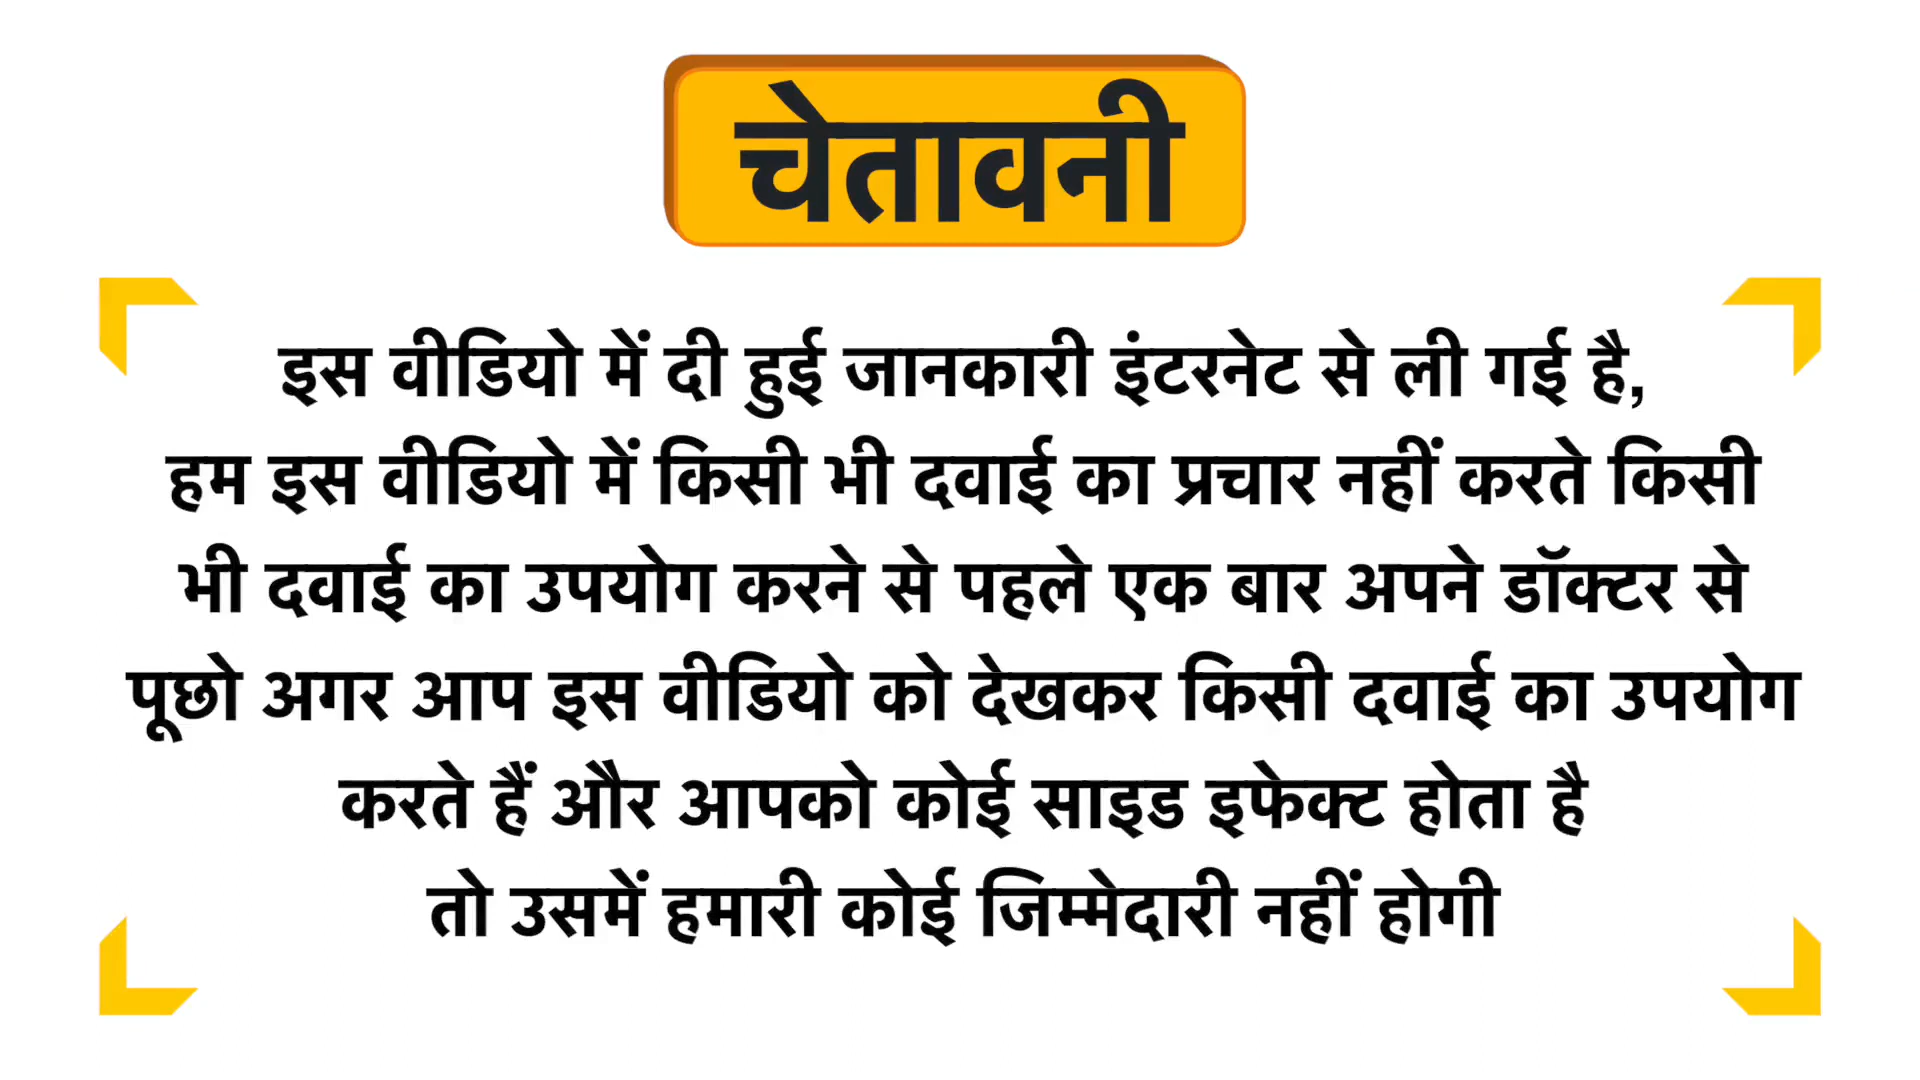 चेतावनी
इस वीडियो में दी हुई जानकारी इंटरनेट से ली गई है,
हम इस वीडियो में किसी भी दवाई का प्रचार नहीं करते किसी
भी दवाई का उपयोग करने से पहले एक बार अपने डॉक्टर से
पूछो अगर आप इस वीडियो को देखकर किसी दवाई का उपयोग
करते हैं और आपको कोई साइड इफेक्ट होता है
तो उसमें हमारी कोई जिम्मेदारी नहीं होगी